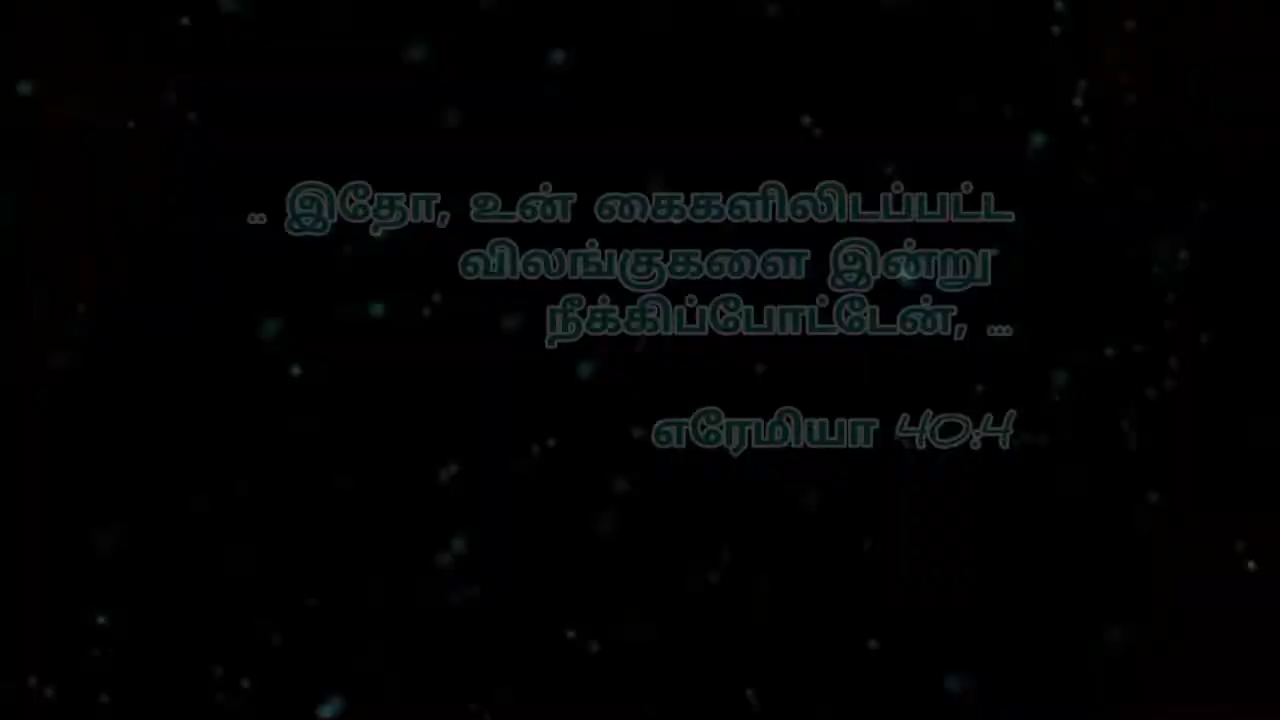 .. இதோ, உன் கைகளிலிடப்பட்ட
விலங்குகளை இன்று
நீக்கிப்போட்டேன், ...
எரேமியா 40:4